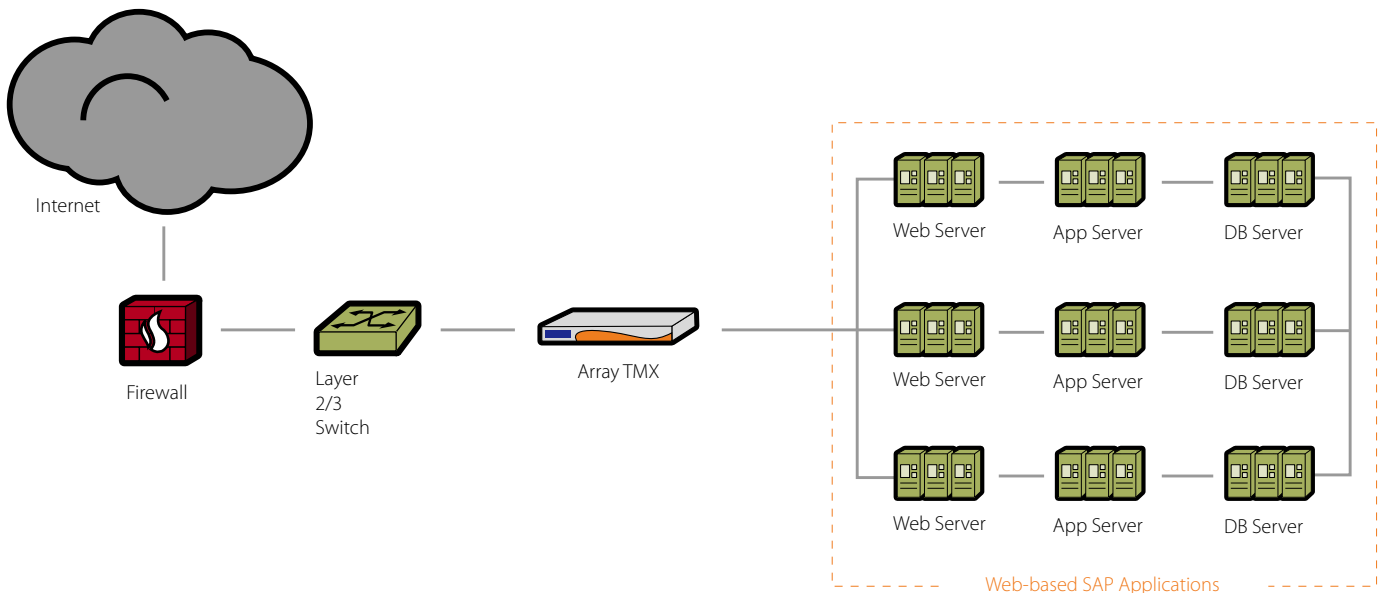 Internet
Firewall
Layer
2/3
Switch
Array TMX
Web Server
App Server
DB Server
Web Server
App Server
DB Server
Web Server
App Server
DB Server
Web-based SAP Applications